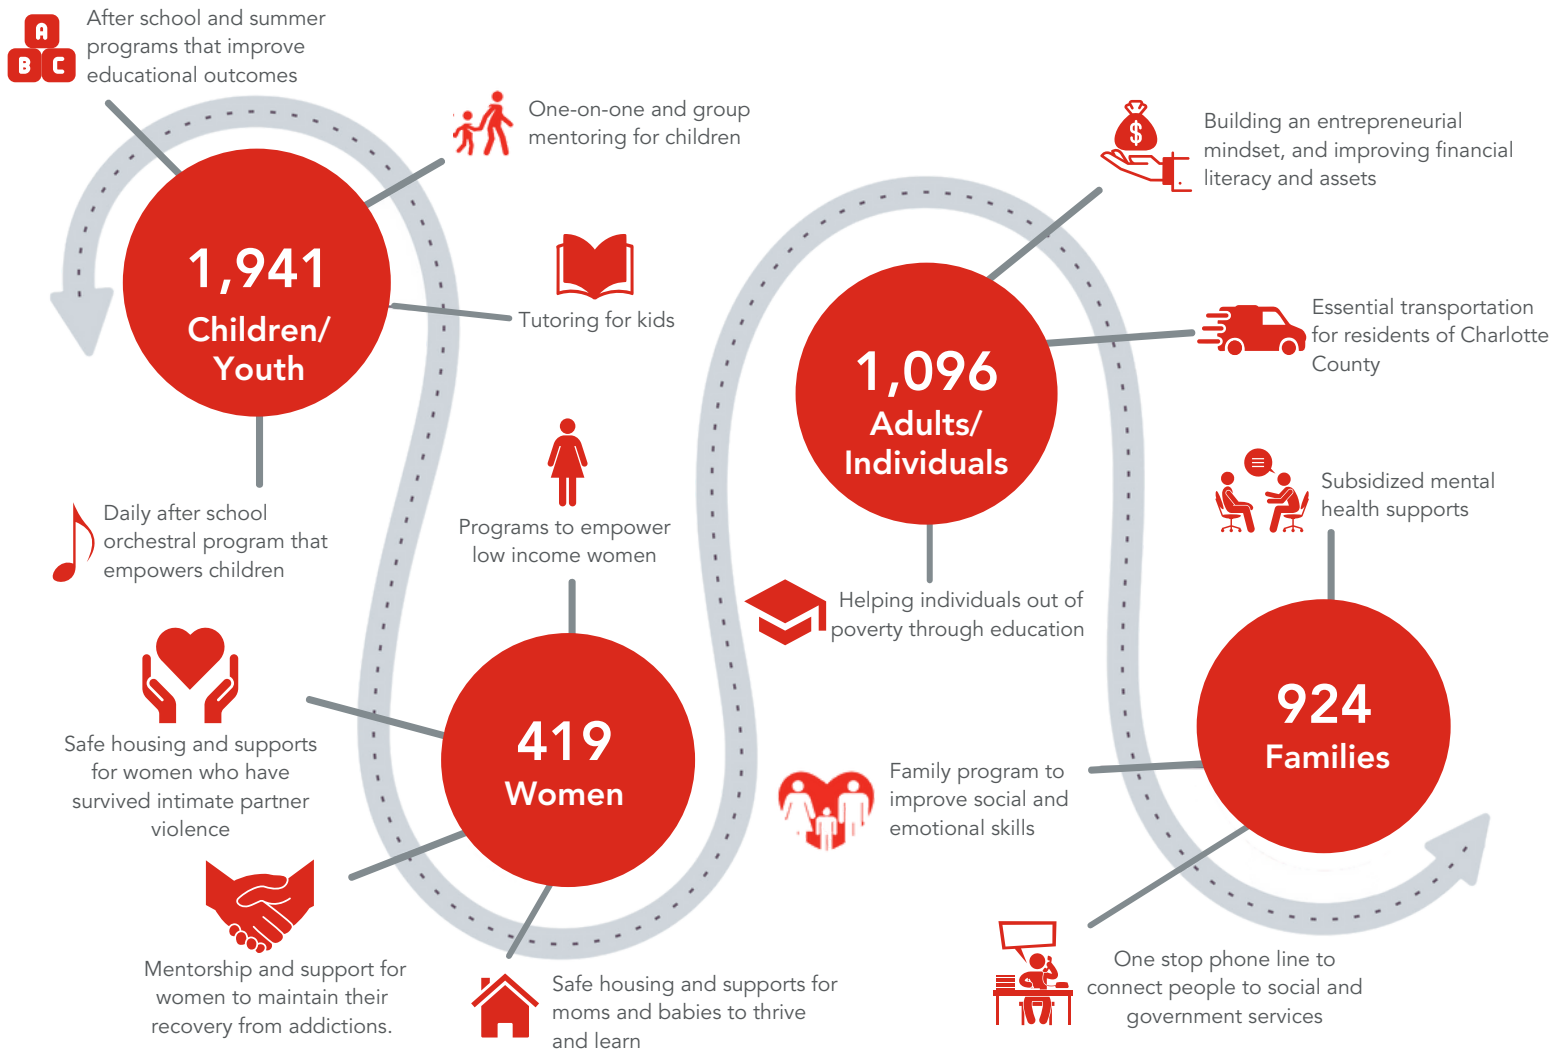 A
B C
After school and summer
programs that improve
educational outcomes
One-on-one and group
mentoring for children
Tutoring for kids
1,941
Children/
Youth
Daily after school
orchestral program that
empowers children
Programs to empower
low income women
419
Women
Safe housing and supports
for women who have
survived intimate partner
violence
Mentorship and support for
women to maintain their
recovery from addictions.
Safe housing and supports for
moms and babies to thrive
and learn
$
Building an entrepreneurial
mindset, and improving financial
literacy and assets
Essential transportation
for residents of Charlotte
County
1,096
Adults/
Individuals
Helping individuals out of
poverty through education
Subsidized mental
health supports
924
Families
Family program to
improve social and
emotional skills
One stop phone line to
connect people to social and
government services